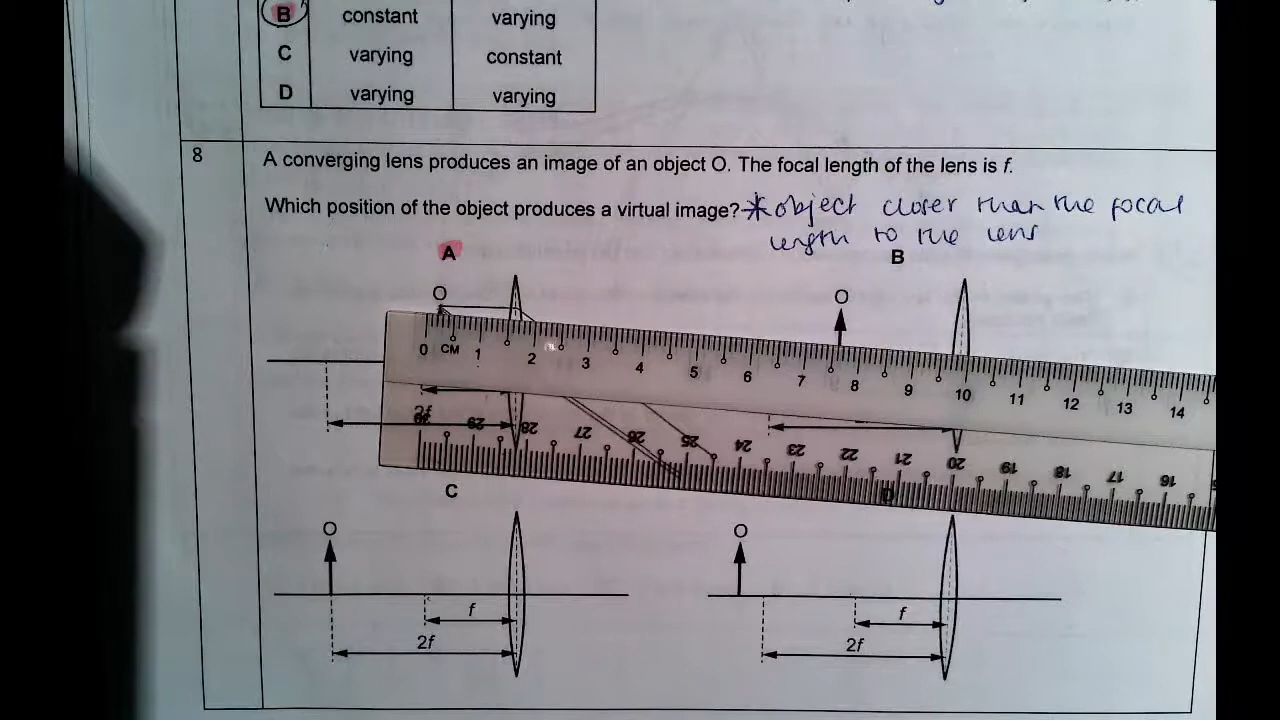 B constant varying
C varying constant
D varying varying
8 A converging lens produces an image of an object O. The focal length of the lens is f.
Which position of the object produces a virtual image? *object closer than the focal
length to the lens
A B
O O
0 CM 1 2 3 4 5 6 7 8 9 10 11 12 13 14
2f
30 29 28 27 26 25 24 23 22 21 20 19 18 17 16
C D
O O
f f
2f 2f